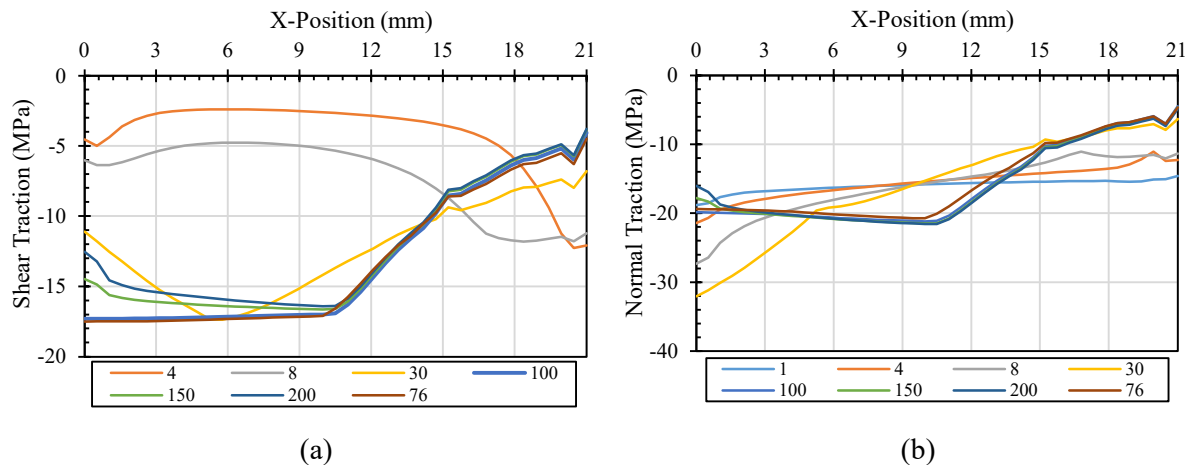 X-Position (mm)
0 3 6 9 12 15 18 21
Shear Traction (MPa)
0
-5
-10
-15
-20
4 8 30 100
150 200 76
(a)
X-Position (mm)
0 3 6 9 12 15 18 21
Normal Traction (MPa)
0
-10
-20
-30
-40
1 4 8 30
100 150 200 76
(b)